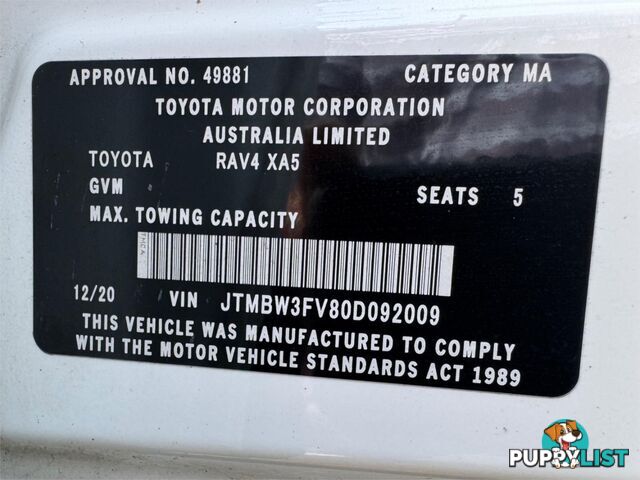 APPROVAL NO. 49881 CATEGORY MA
TOYOTA MOTOR CORPORATION
AUSTRALIA LIMITED
TOYOTA RAV4 XA5
GVM SEATS 5
MAX. TOWING CAPACITY
TMCA
12/20 VIN JTMBW3FV80D092009
THIS VEHICLE WAS MANUFACTURED TO COMPLY
WITH THE MOTOR VEHICLE STANDARDS ACT 1989
PUPPYLIST